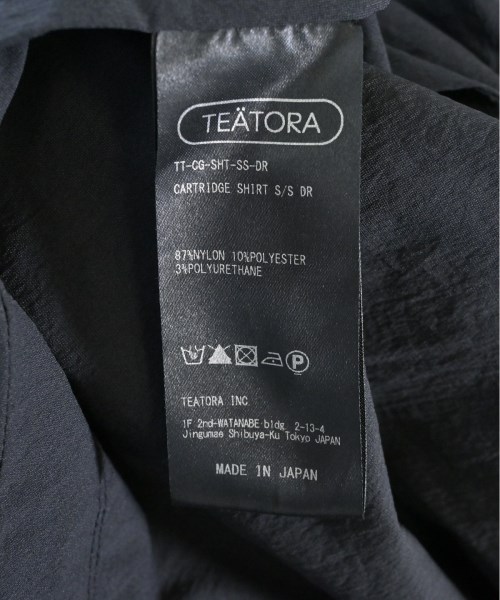 TEÄTORA
TT-CG-SHT-SS-DR
CARTRIDGE SHIRT S/S DR
87%NYLON 10%POLYESTER
3%POLYURETHANE
P
TEATORA INC.
1F 2nd-WATANABE bldg. 2-13-4
Jingumae Shibuya-Ku Tokyo JAPAN
MADE IN JAPAN